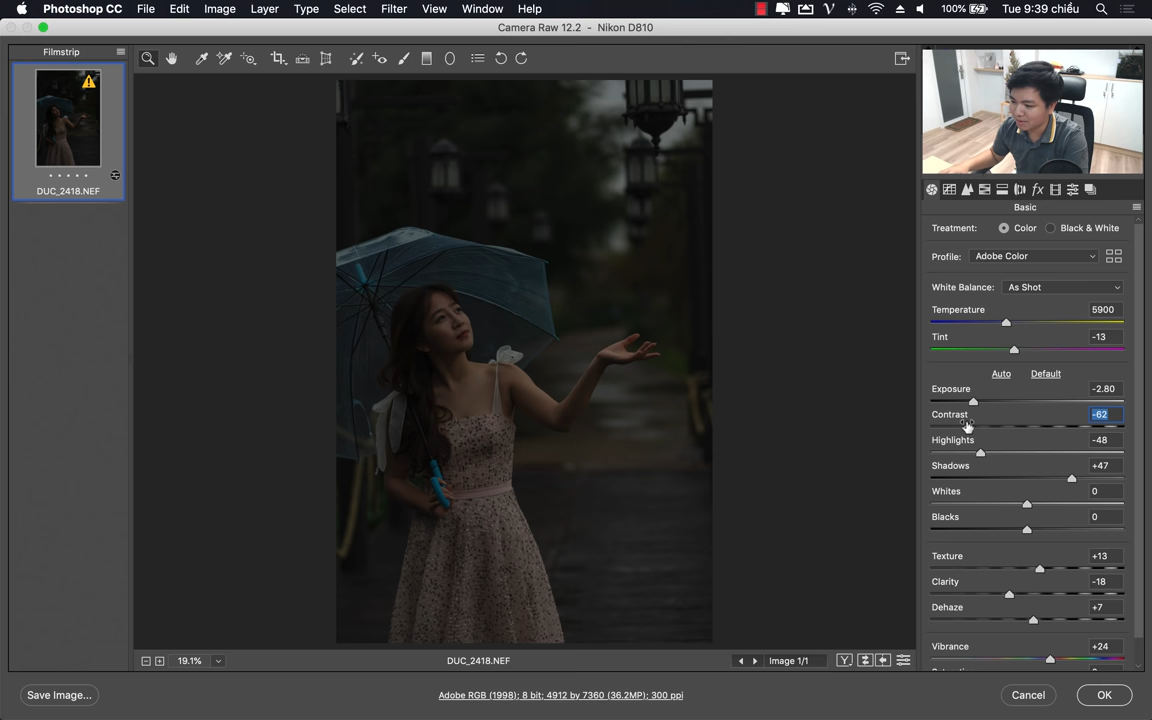 Photoshop CC File Edit Image Layer Type Select Filter View Window Help 100% Tue 9:39 chiều
Camera Raw 12.2 - Nikon D810
Filmstrip
DUC_2418.NEF
Basic
Treatment: Color Black & White
Profile: Adobe Color
White Balance: As Shot
Temperature 5900
Tint -13
Auto Default
Exposure -2.80
Contrast -62
Highlights -48
Shadows +47
Whites 0
Blacks 0
Texture +13
Clarity -18
Dehaze +7
Vibrance +24
19.1% DUC_2418.NEF Image 1/1 Y
Save Image... Adobe RGB (1998); 8 bit; 4912 by 7360 (36.2MP); 300 ppi Cancel OK